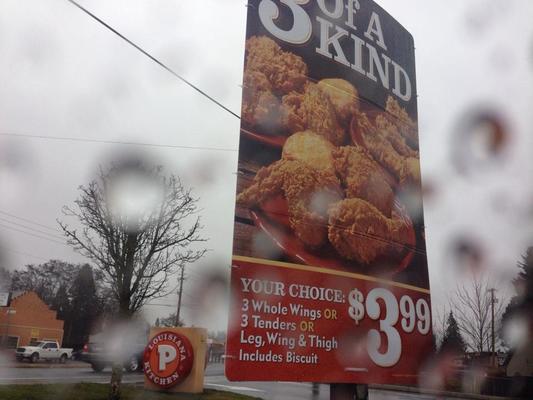 3 Of A
KIND
YOUR CHOICE:
3 Whole Wings OR
3 Tenders OR
Leg, Wing & Thigh
Includes Biscuit
$3.99
LOUISIANA
P
KITCHEN